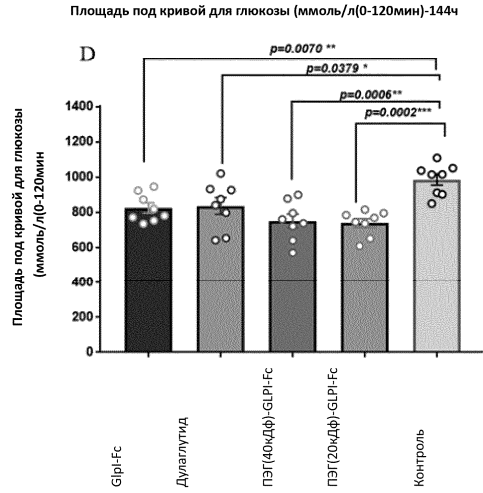 Площадь под кривой для глюкозы (ммоль/л(0-120мин)-144ч
D
p=0.0070 **
p=0.0379 *
p=0.0006**
p=0.0002***
Площадь под кривой для глюкозы
(ммоль/л(0-120мин
1400
1200
1000
800
600
400
200
0
Glpl-Fc
Дулаглутид
ПЭГ(40кДф)-GLPI-Fc
ПЭГ(20кДф)-GLPI-Fc
Контроль